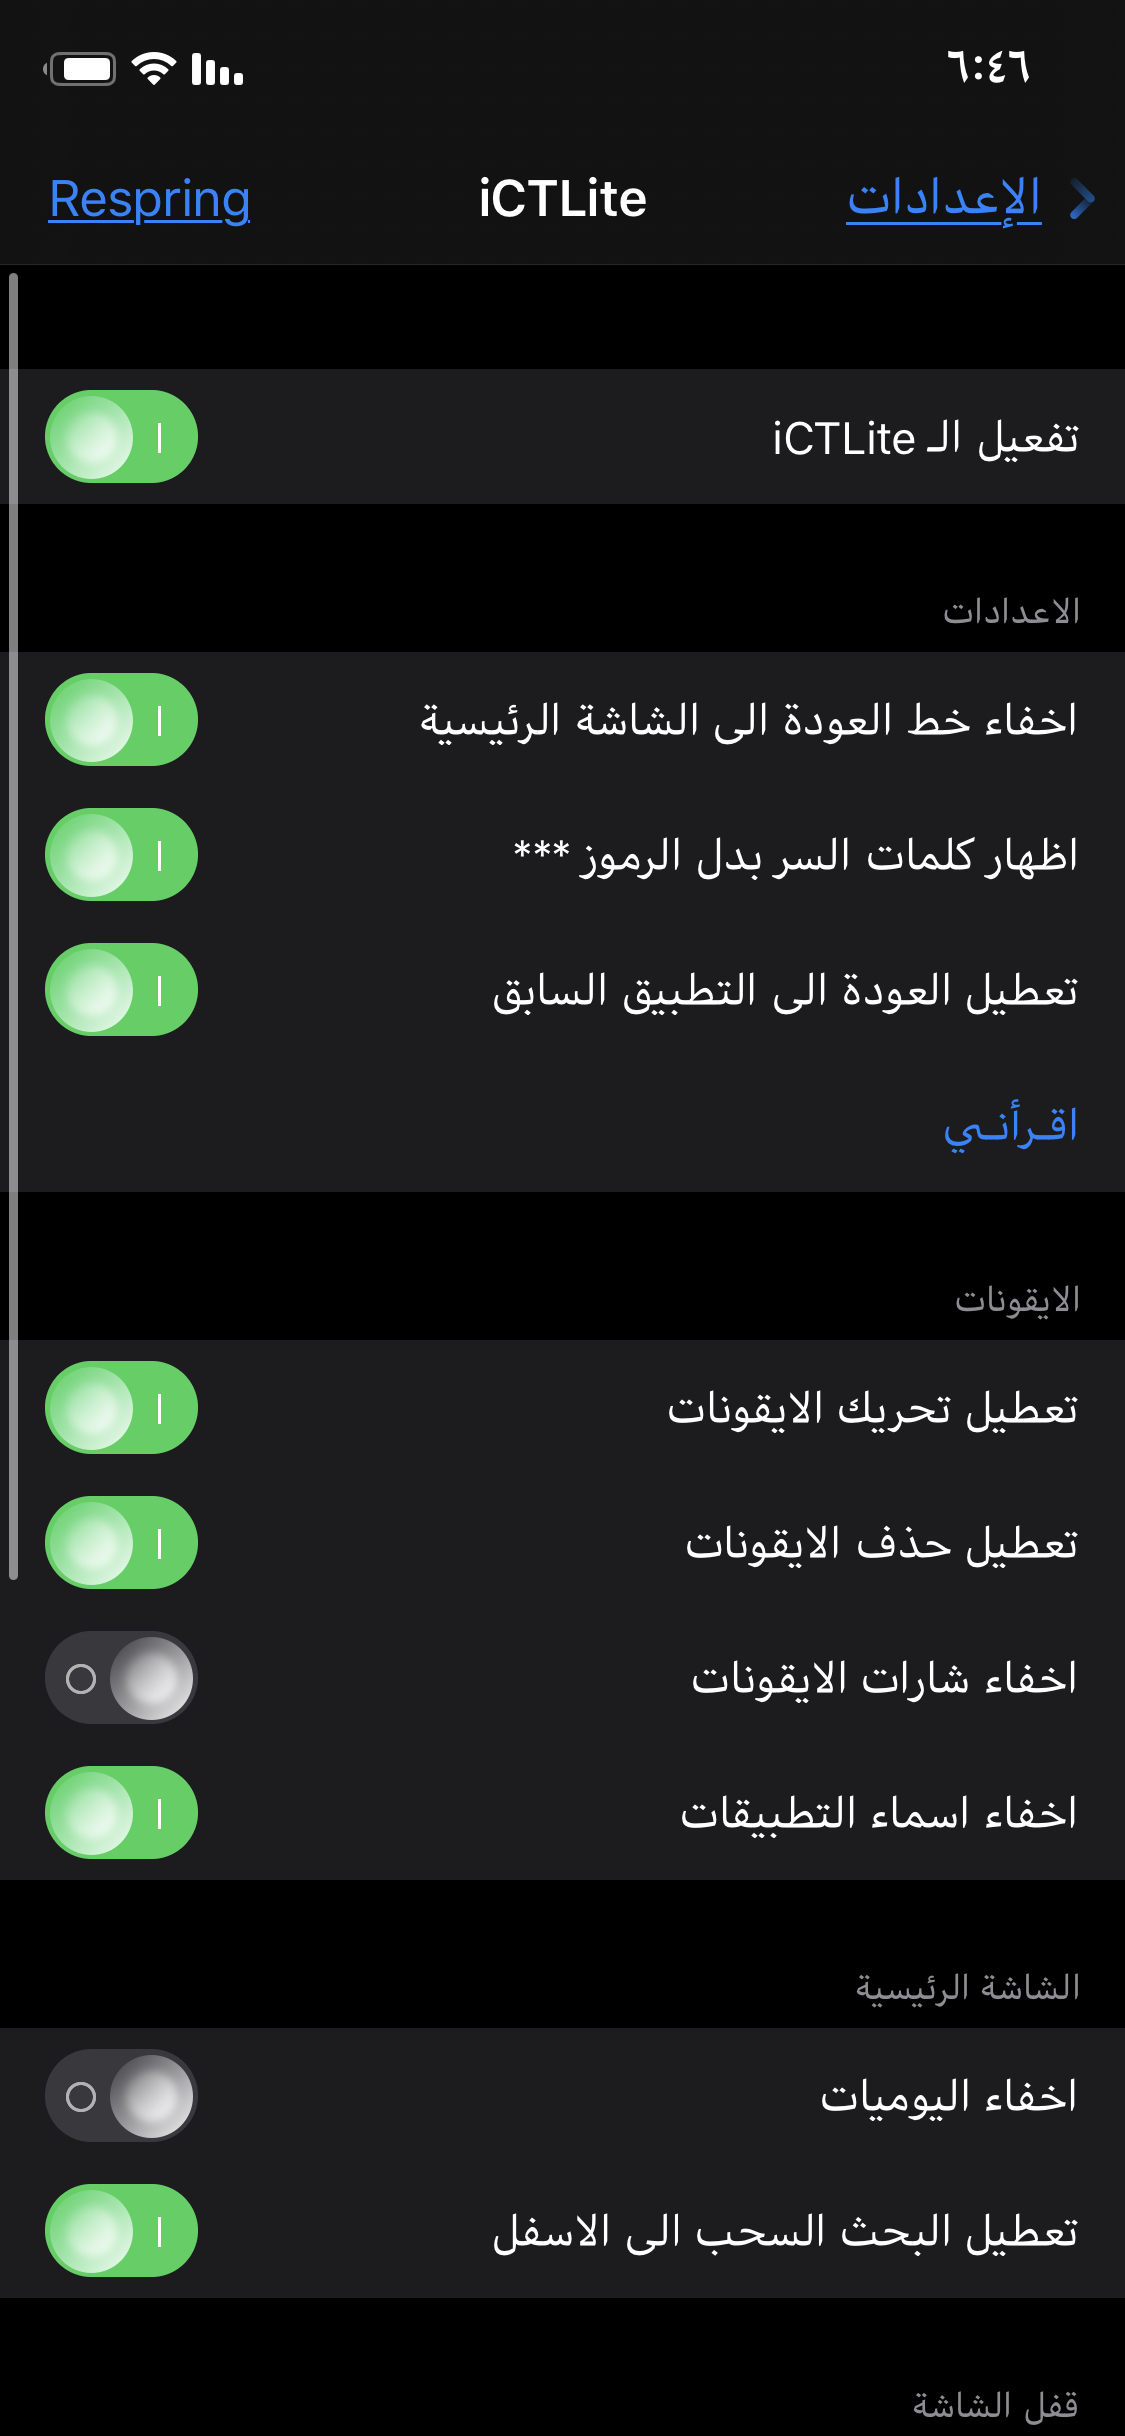 ٦:٤٦
الإعدادات
iCTLite
Respring
تفعيل الـ iCTLite
الاعدادات
اخفاء خط العودة الى الشاشة الرئيسية
اظهار كلمات السر بدل الرموز ***
تعطيل العودة الى التطبيق السابق
اقـرأنـي
الايقونات
تعطيل تحريك الايقونات
تعطيل حذف الايقونات
اخفاء شارات الايقونات
اخفاء اسماء التطبيقات
الشاشة الرئيسية
اخفاء اليوميات
تعطيل البحث السحب الى الاسفل
قفل الشاشة